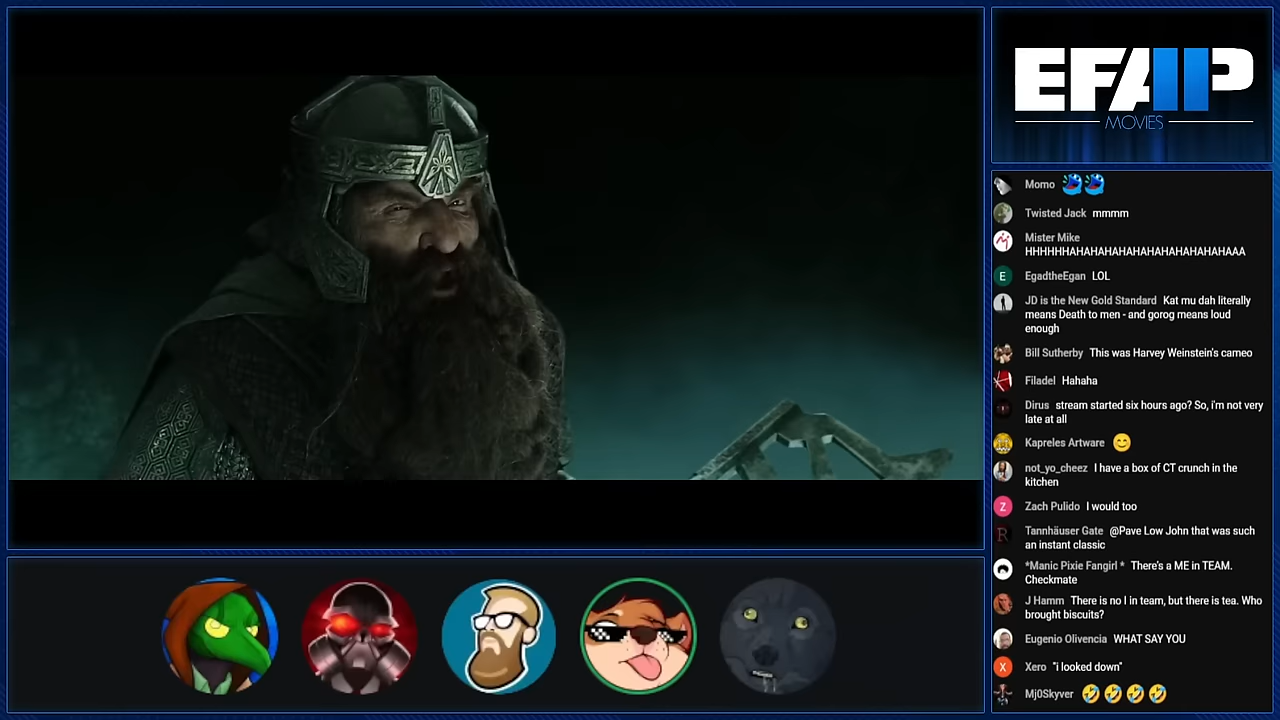 EFAP
MOVIES
Momo
Twisted Jack mmmm
Mister Mike
HHHHHHAHAHAHAHAHAHAHAHAHAHAHAAA
E EgadtheEgan LOL
JD is the New Gold Standard Kat mu dah literally
means Death to men - and gorog means loud
enough
Bill Sutherby This was Harvey Weinstein's cameo
Filadel Hahaha
Dirus stream started six hours ago? So, i'm not very
late at all
Kapreles Artware
not_yo_cheez I have a box of CT crunch in the
kitchen
Z Zach Pulido I would too
R Tannhäuser Gate @Pave Low John that was such
an instant classic
*Manic Pixie Fangirl * There's a ME in TEAM.
Checkmate
J Hamm There is no I in team, but there is tea. Who
brought biscuits?
Eugenio Olivencia WHAT SAY YOU
X Xero "i looked down"
Mj0Skyver